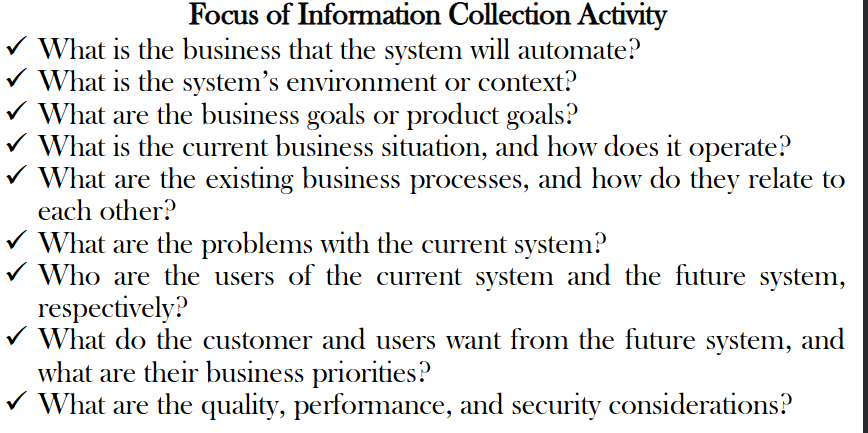 Focus of Information Collection Activity
✓ What is the business that the system will automate?
✓ What is the system's environment or context?
✓ What are the business goals or product goals?
✓ What is the current business situation, and how does it operate?
✓ What are the existing business processes, and how do they relate to
each other?
✓ What are the problems with the current system?
✓ Who are the users of the current system and the future system,
respectively?
✓ What do the customer and users want from the future system, and
what are their business priorities?
✓ What are the quality, performance, and security considerations?